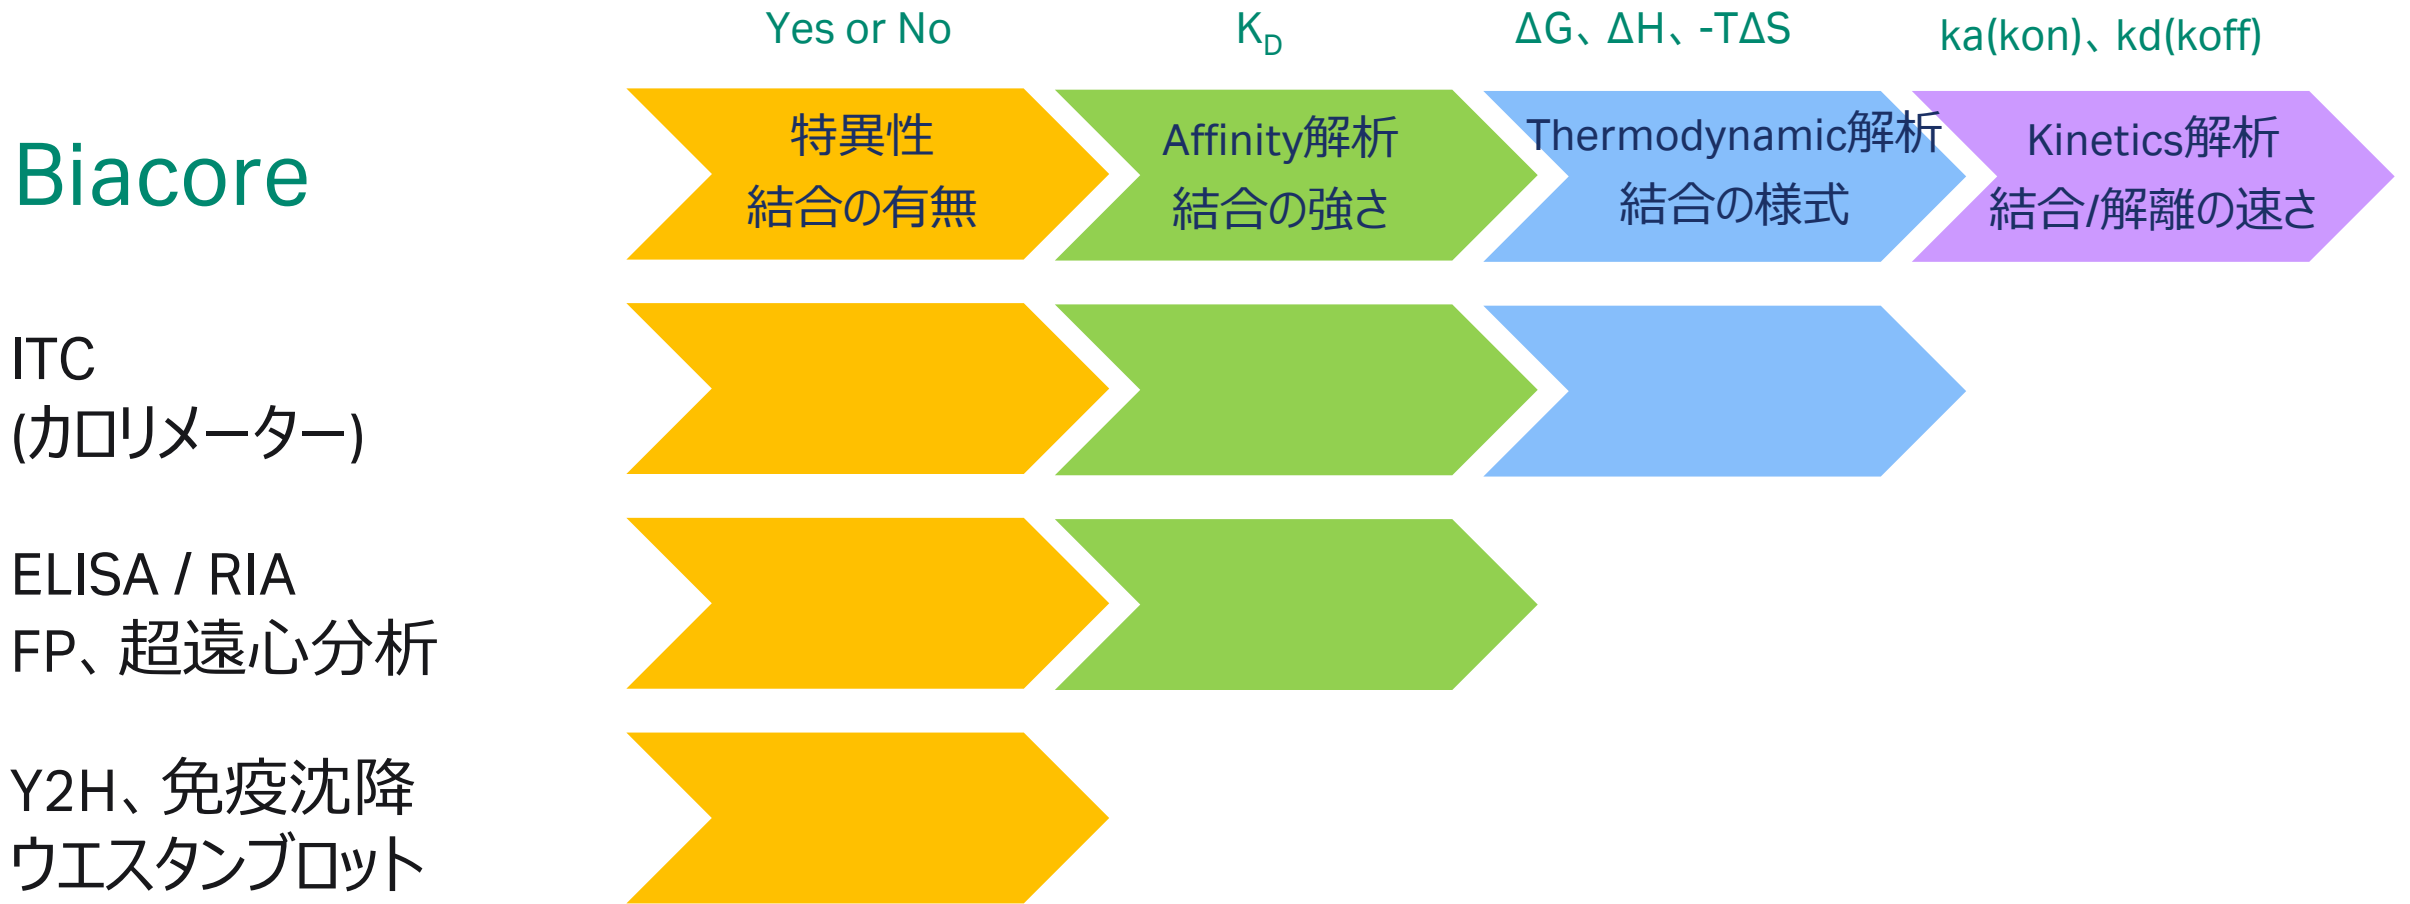 Yes or No
KD
ΔG、ΔH、-TΔS
ka(kon)、kd(koff)
Biacore
特異性
結合の有無
Affinity解析
結合の強さ
Thermodynamic解析
結合の様式
Kinetics解析
結合/解離の速さ
ITC
(カロリメーター)
ELISA / RIA
FP、超遠心分析
Y2H、免疫沈降
ウエスタンブロット